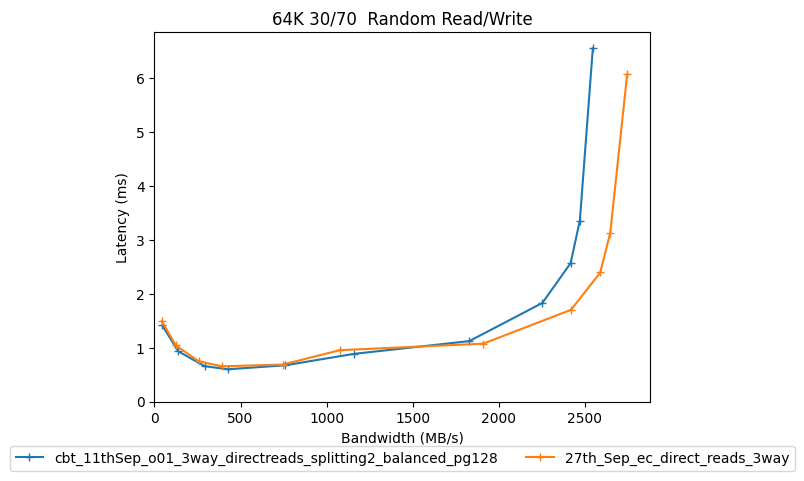 64K 30/70  Random Read/Write
Latency (ms)
6
5
4
3
2
1
0
0 500 1000 1500 2000 2500
Bandwidth (MB/s)
cbt_11thSep_o01_3way_directreads_splitting2_balanced_pg128 27th_Sep_ec_direct_reads_3way